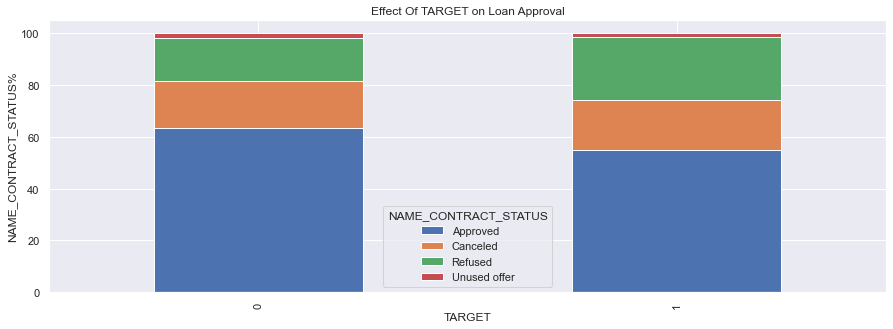 Effect Of TARGET on Loan Approval
NAME_CONTRACT_STATUS%
100
80
60
40
20
0
NAME_CONTRACT_STATUS
Approved
Canceled
Refused
Unused offer
0
1
TARGET